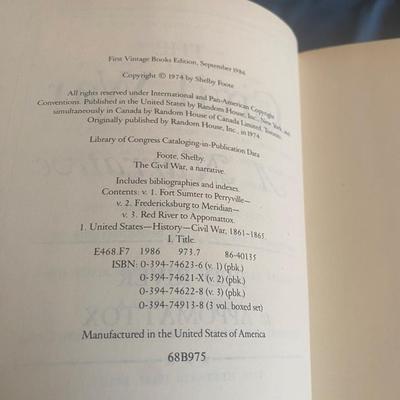 First Vintage Books Edition, September 1986
Copyright © 1974 by Shelby Foote
All rights reserved under International and Pan-American Copyright
Conventions. Published in the United States by Random House, Inc., New York, and
simultaneously in Canada by Random House of Canada Limited, Toronto.
Originally published by Random House, Inc., in 1974.
Library of Congress Cataloging-in-Publication Data
Foote, Shelby.
The Civil War, a narrative.
Includes bibliographies and indexes.
Contents: v. 1. Fort Sumter to Perryville—
v. 2. Fredericksburg to Meridian—
v. 3. Red River to Appomattox.
1. United States—History—Civil War, 1861-1865.
I. Title.
E468.F7 1986 973.7 86-40135
ISBN: 0-394-74623-6 (v. 1) (pbk.)
0-394-74621-X (v. 2) (pbk.)
0-394-74622-8 (v. 3) (pbk.)
0-394-74913-8 (3 vol. boxed set)
Manufactured in the United States of America
68B975